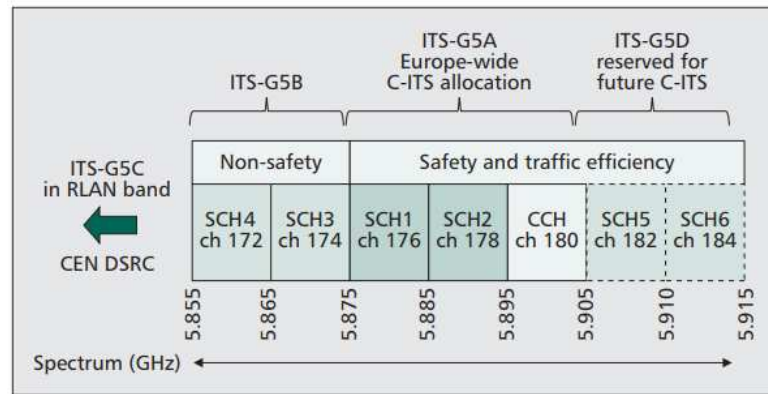 ITS-G5A
Europe-wide
C-ITS allocation
ITS-G5D
reserved for
future C-ITS
ITS-G5B
ITS-G5C
in RLAN band
CEN DSRC
Non-safety
Safety and traffic efficiency
SCH4
ch 172
SCH3
ch 174
SCH1
ch 176
SCH2
ch 178
CCH
ch 180
SCH5
ch 182
SCH6
ch 184
5.855
5.865
5.875
5.885
5.895
5.905
5.910
5.915
Spectrum (GHz)